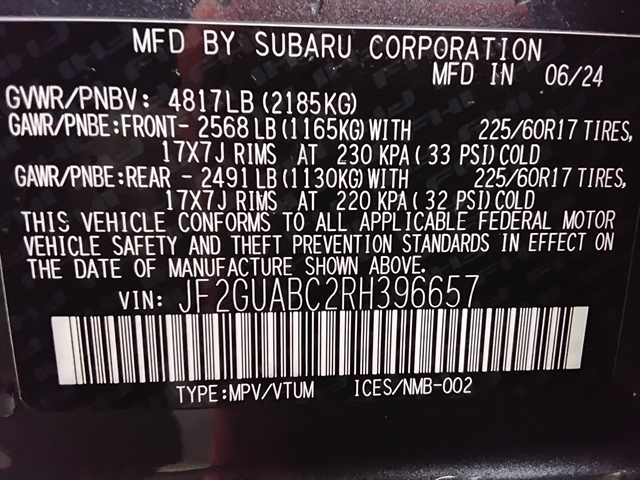 MFD BY SUBARU CORPORATION
MFD IN 06/24
GVWR/PNBV: 4817LB (2185KG)
GAWR/PNBE:FRONT- 2568 LB (1165KG) WITH 225/60R17 TIRES,
17X7J RIMS AT 230 KPA (33 PSI) COLD
GAWR/PNBE:REAR - 2491 LB (1130KG) WITH 225/60R17 TIRES,
17X7J RIMS AT 220 KPA (32 PSI) COLD
THIS VEHICLE CONFORMS TO ALL APPLICABLE FEDERAL MOTOR
VEHICLE SAFETY AND THEFT PREVENTION STANDARDS IN EFFECT ON
THE DATE OF MANUFACTURE SHOWN ABOVE.
VIN: JF2GUABC2RH396657
TYPE:MPV/VTUM ICES/NMB-002